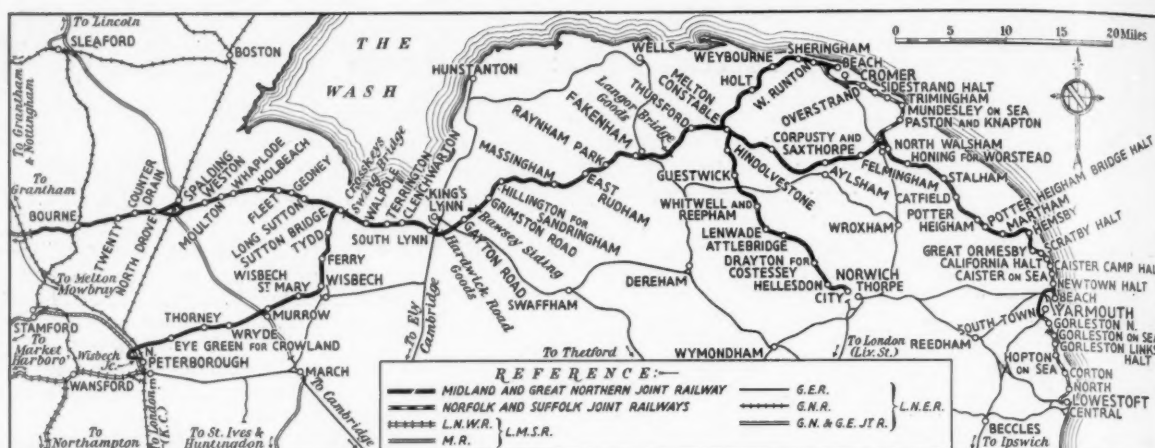 To Lincoln
SLEAFORD
BOSTON
To Grantham
& Nottingham
To
Grantham
BOURNE
TWENTY
COUNTER
DRAIN
NORTH DROVE
SPALDING
WESTON
MOULTON
WHAPLODE
HOLBEACH
FLEET
GEDNEY
LONG SUTTON
SUTTON BRIDGE
TYDD
FERRY
WISBECH
ST MARY
WISBECH
MURROW
WRYDE
THORNEY
EYE GREEN FOR CROWLAND
To Melton
Mowbray
STAMFORD
To
Market
Harboro'
Wisbech
Jc.
WANSFORD
N.
PETERBOROUGH
E.
To London
(K.C.)
To
Northampton
To St. Ives &
Huntingdon
MARCH
To Cambridge
THE
WASH
HUNSTANTON
Crosskeys
Swing Bridge
WALPOLE
TERRINGTON
CLENCHWARTON
SOUTH LYNN
KING'S
LYNN
To Ely
Cambridge
Hardwick Road
Goods
GAYTON ROAD
Bawsey Siding
GRIMSTON ROAD
HILLINGTON FOR
SANDRINGHAM
MASSINGHAM
EAST
RUDHAM
RAYNHAM PARK
FAKENHAM
Langor Bridge
Goods
THURSFORD
MELTON
CONSTABLE
WELLS
WEYBOURNE
HOLT
SHERINGHAM
W. RUNTON
BEACH
CROMER
OVERSTRAND
SIDESTRAND HALT
TRIMINGHAM
MUNDESLEY ON SEA
PASTON AND KNAPTON
NORTH WALSHAM
HONING FOR WORSTEAD
CORPUSTY AND
SAXTHORPE
HINDOLVESTONE
GUESTWICK
AYLSHAM
FELMINGHAM
STALHAM
CATFIELD
POTTER
HEIGHAM
POTTER HEIGHAM BRIDGE HALT
MARTHAM
HEMSBY
SCRATBY HALT
GREAT ORMESBY
CALIFORNIA HALT
CAISTER ON SEA
CAISTER CAMP HAL
NEWTOWN HALT
BEACH
YARMOUTH
SOUTH TOWN
GORLESTON N.
GORLESTON ON SEA
GORLESTON LINKS
HALT
HOPTON
ON SEA
CORTON
NORTH
LOWESTOFT
CENTRAL
BECCLES
To Ipswich
REEDHAM
WHITWELL AND
REEPHAM
LENWADE
ATTLEBRIDGE
DRAYTON FOR
COSTESSEY
HELLESDON
CITY
NORWICH
THORPE
WROXHAM
DEREHAM
SWAFFHAM
WYMONDHAM
To Thetford
To London
(Liv. St.)
0 5 10 20 Miles
REFERENCE:—
MIDLAND AND GREAT NORTHERN JOINT RAILWAY
NORFOLK AND SUFFOLK JOINT RAILWAYS
L.N.W.R.
M.R.
L.M.S.R.
G.E.R.
G.N.R.
G.N. & G.E. JT R.
L.N.E.R.